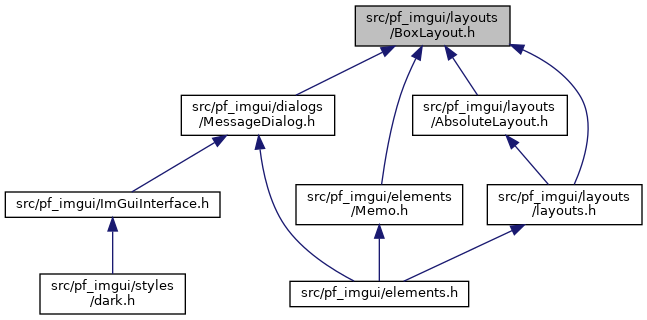 src/pf_imgui/layouts
/BoxLayout.h
src/pf_imgui/dialogs
/MessageDialog.h
src/pf_imgui/layouts
/AbsoluteLayout.h
src/pf_imgui/ImGuiInterface.h
src/pf_imgui/elements
/Memo.h
src/pf_imgui/layouts
/layouts.h
src/pf_imgui/styles
/dark.h
src/pf_imgui/elements.h